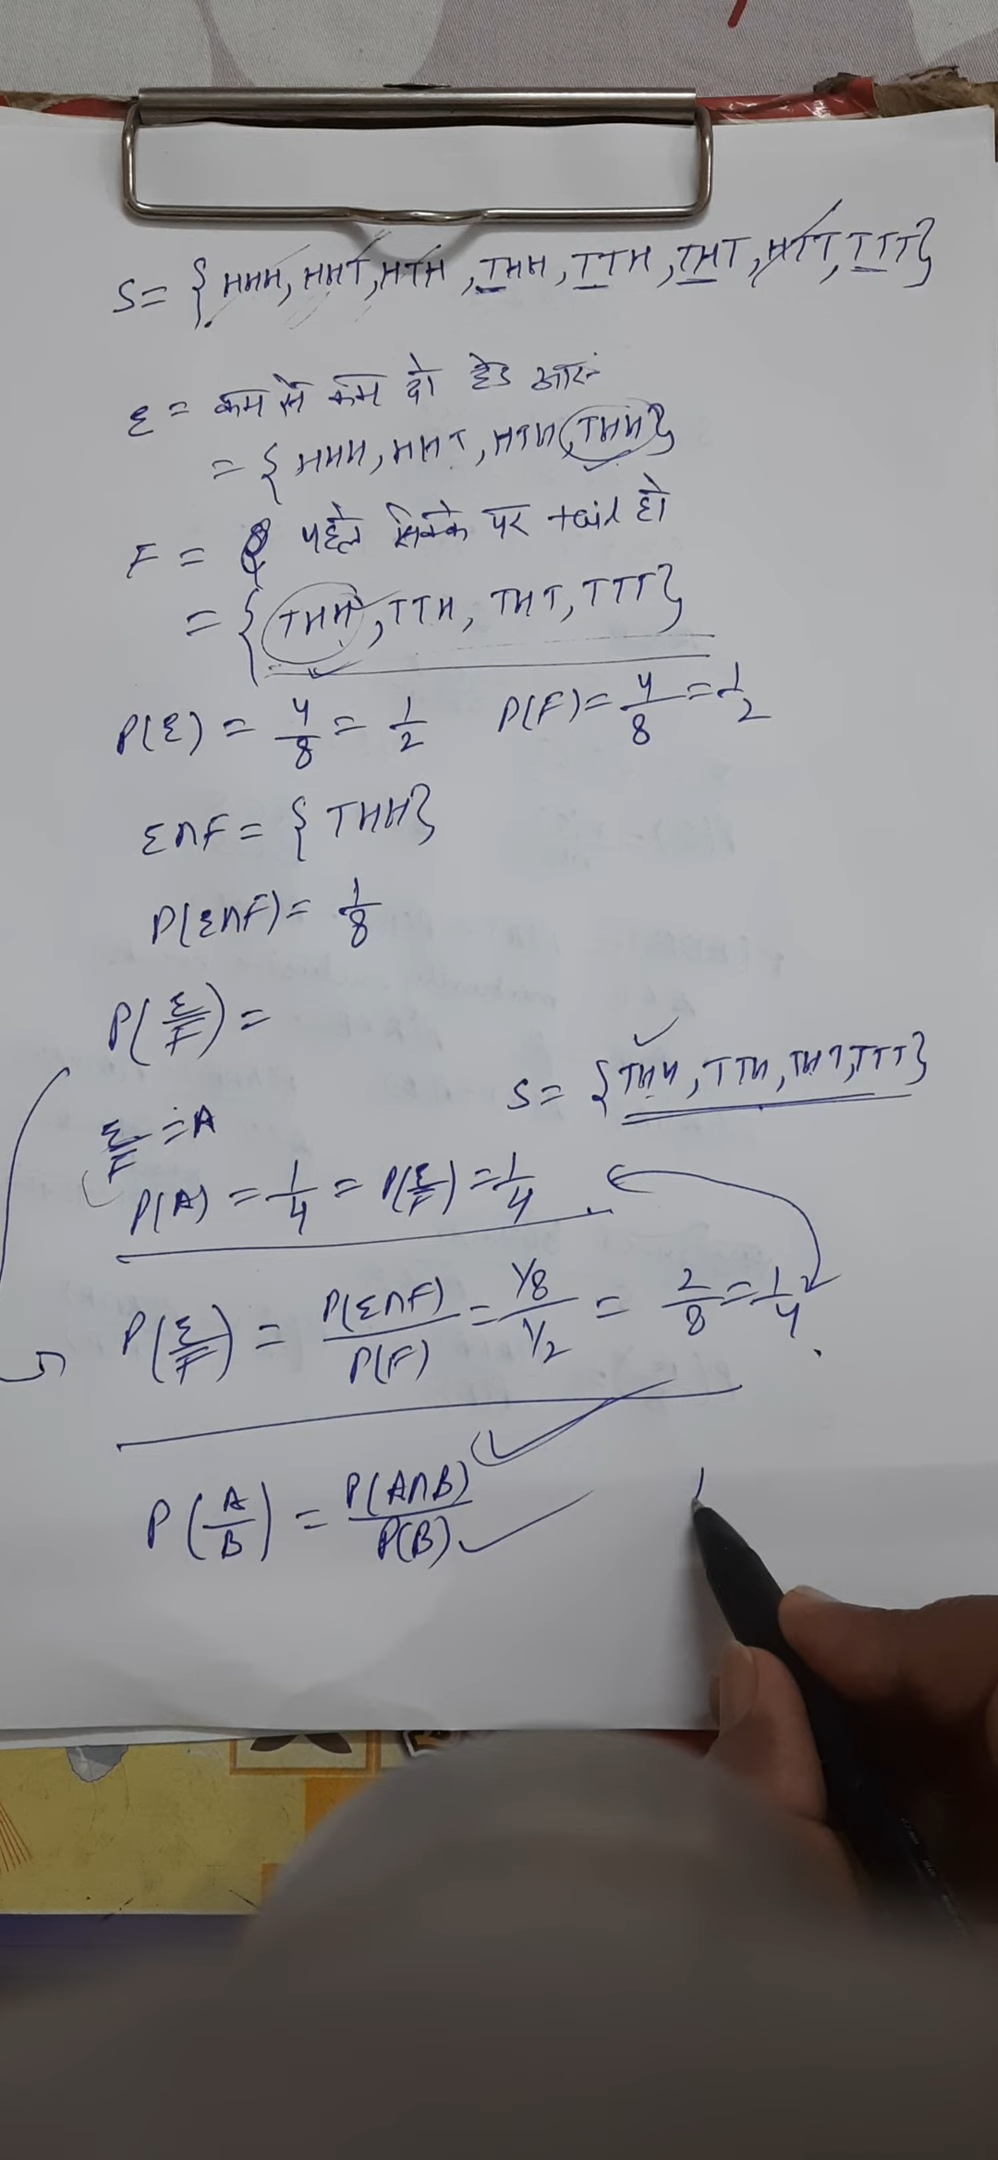 S= {HHH, HHT, HTH, THH, TTH, THT, HTT, TTT}
E = कम से कम दो हेड आए
= {HHH, HHT, HTH, THH}
F = पहले सिक्के पर tail हो
= {THH, TTH, THT, TTT}
P(E) = 4/8 = 1/2 P(F) = 4/8 = 1/2
E∩F = {THH}
P(E∩F) = 1/8
P(E/F) =
S = {THH, TTH, THT, TTT}
E/F = A
P(A) = 1/4 = P(E/F) = 1/4
P(E/F) = P(E∩F)/P(F) = 1/8 / 1/2 = 2/8 = 1/4
P(A/B) = P(A∩B)/P(B)